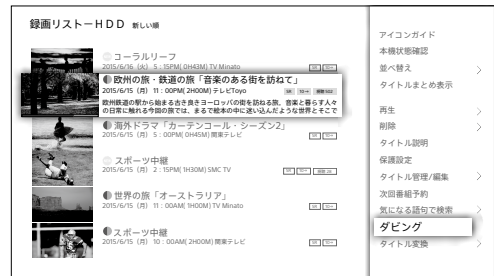 録画リストーHDD 新しい順
コーラルリーフ
2015/6/16 (火) 5 : 15PM( 0H43M) TV Minato
SR 10→
欧州の旅・鉄道の旅「音楽のある街を訪ねて」
2015/6/15 (月) 11 : 00PM( 2H00M) テレビToyo
SR 10→
欧州鉄道の駅から始まる古き良きヨーロッパの街を訪ねる旅。音楽と暮らす人々
の日常に触れる今回の旅では、まるで絵本の中に迷い込んだような世界とそこで
海外ドラマ「カーテンコール・シーズン2」
2015/6/15 (月) 5 : 00PM( 0H45M) 関東テレビ
SR 10→
スポーツ中継
2015/6/15 (月) 2 : 15PM( 1H30M) SMC TV
SR 10→
世界の旅「オーストラリア」
2015/6/15 (月) 11 : 00AM( 1H00M) TV Minato
SR 10→
スポーツ中継
2015/6/15 (月) 10 : 00AM( 2H00M) 関東テレビ
SR 10→
アイコンガイド
本機状態確認
並べ替え
タイトルまとめ表示
再生
削除
タイトル説明
保護設定
タイトル管理/編集
次回番組予約
気になる語句で検索
ダビング
タイトル変換